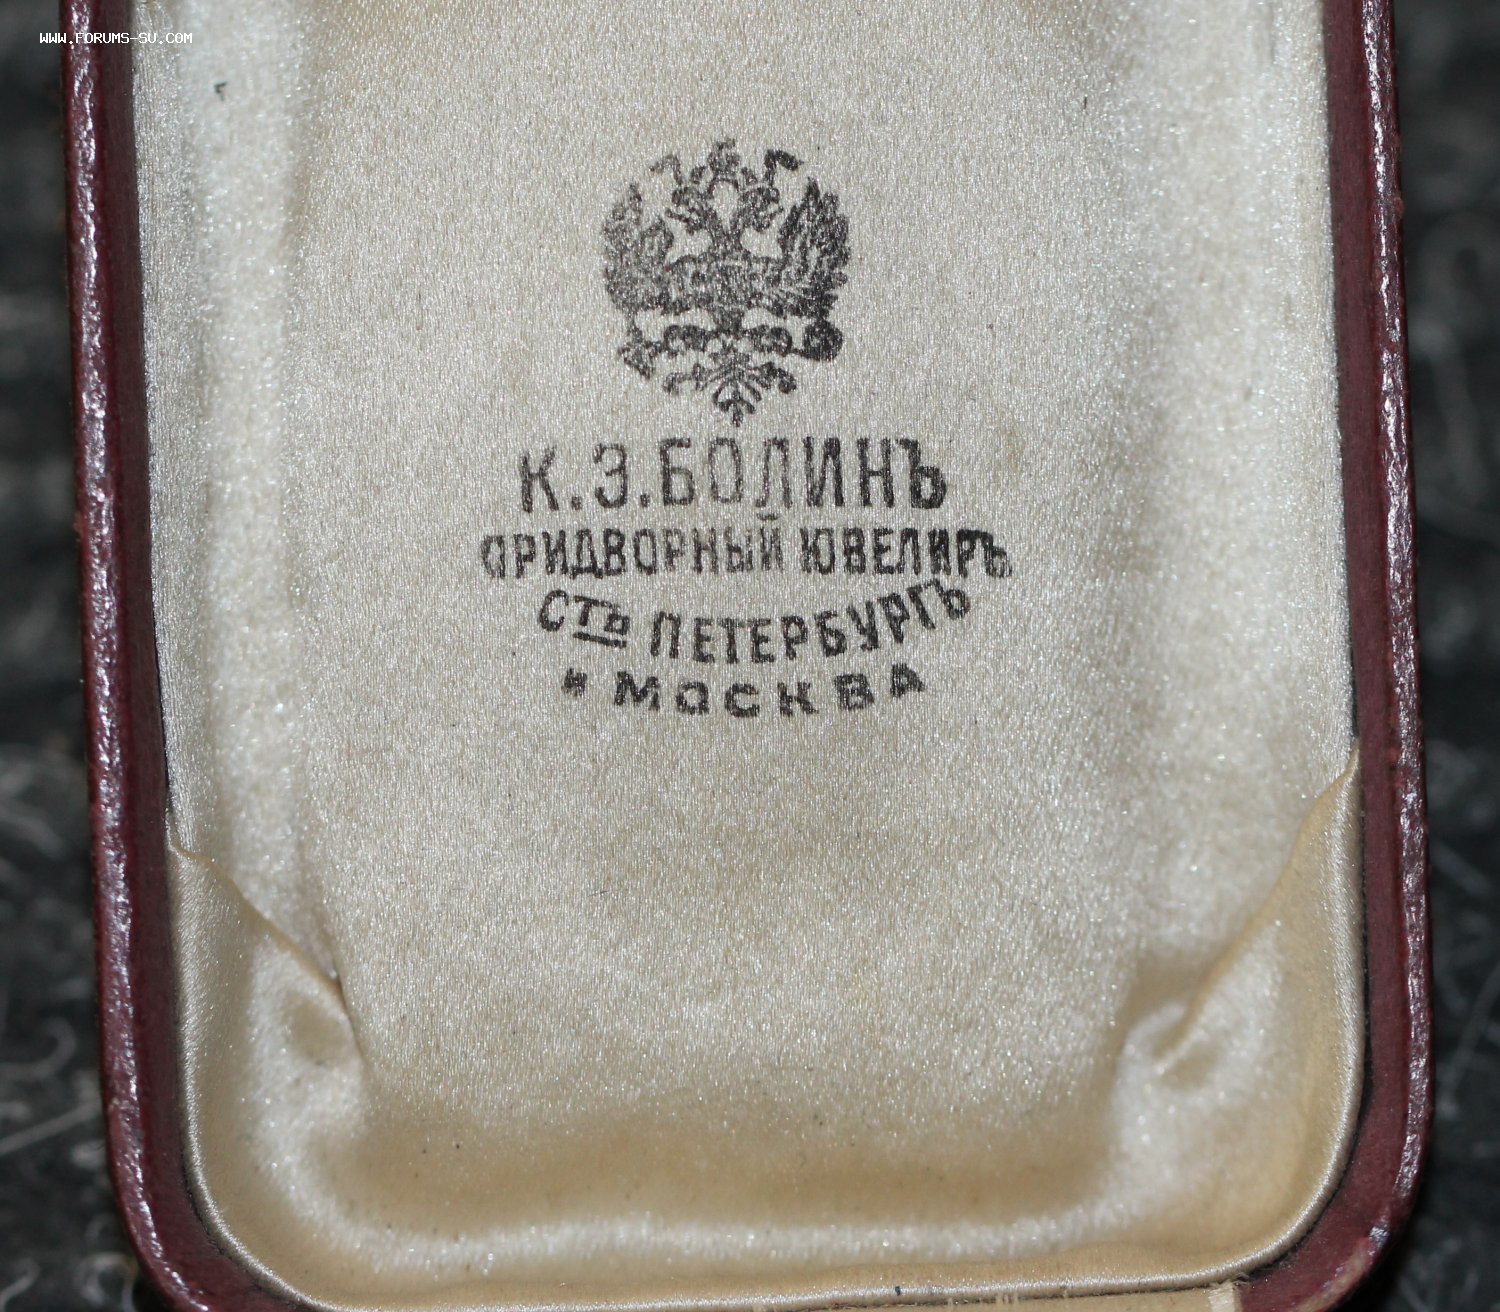 WWW.FORUMS-SU.COM
К.Э.БОЛИНЪ
ПРИДВОРНЫЙ ЮВЕЛИРЪ
СТЪ ПЕТЕРБУРГЪ
и МОСКВА